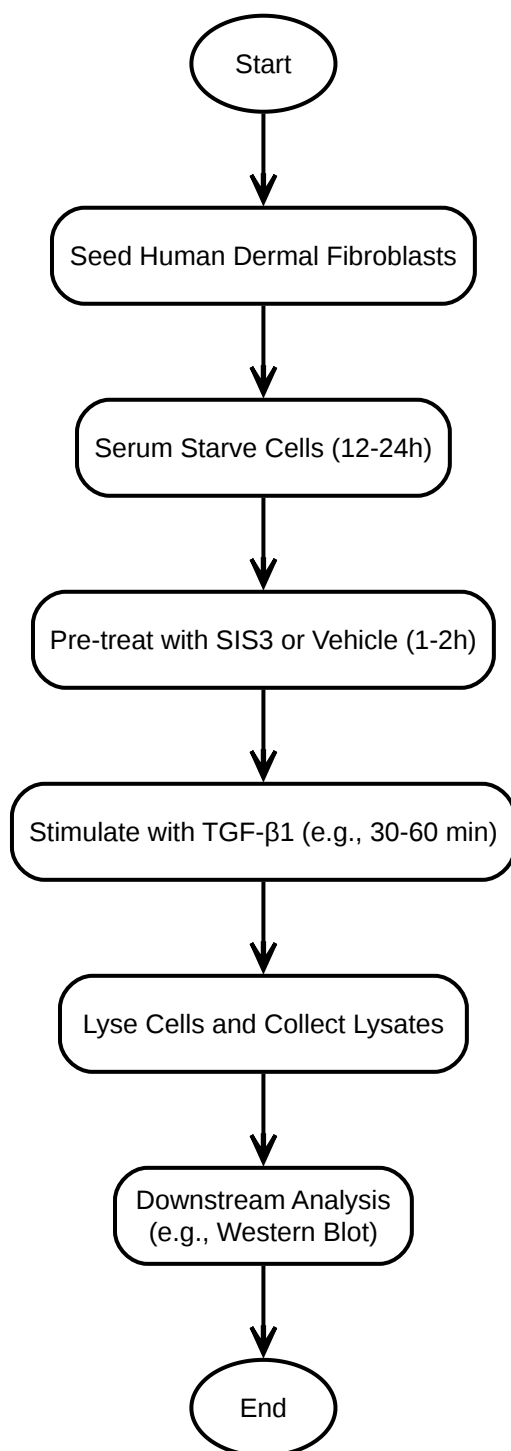 Start
Seed Human Dermal Fibroblasts
Serum Starve Cells (12-24h)
Pre-treat with SIS3 or Vehicle (1-2h)
Stimulate with TGF-β1 (e.g., 30-60 min)
Lyse Cells and Collect Lysates
Downstream Analysis
(e.g., Western Blot)
End